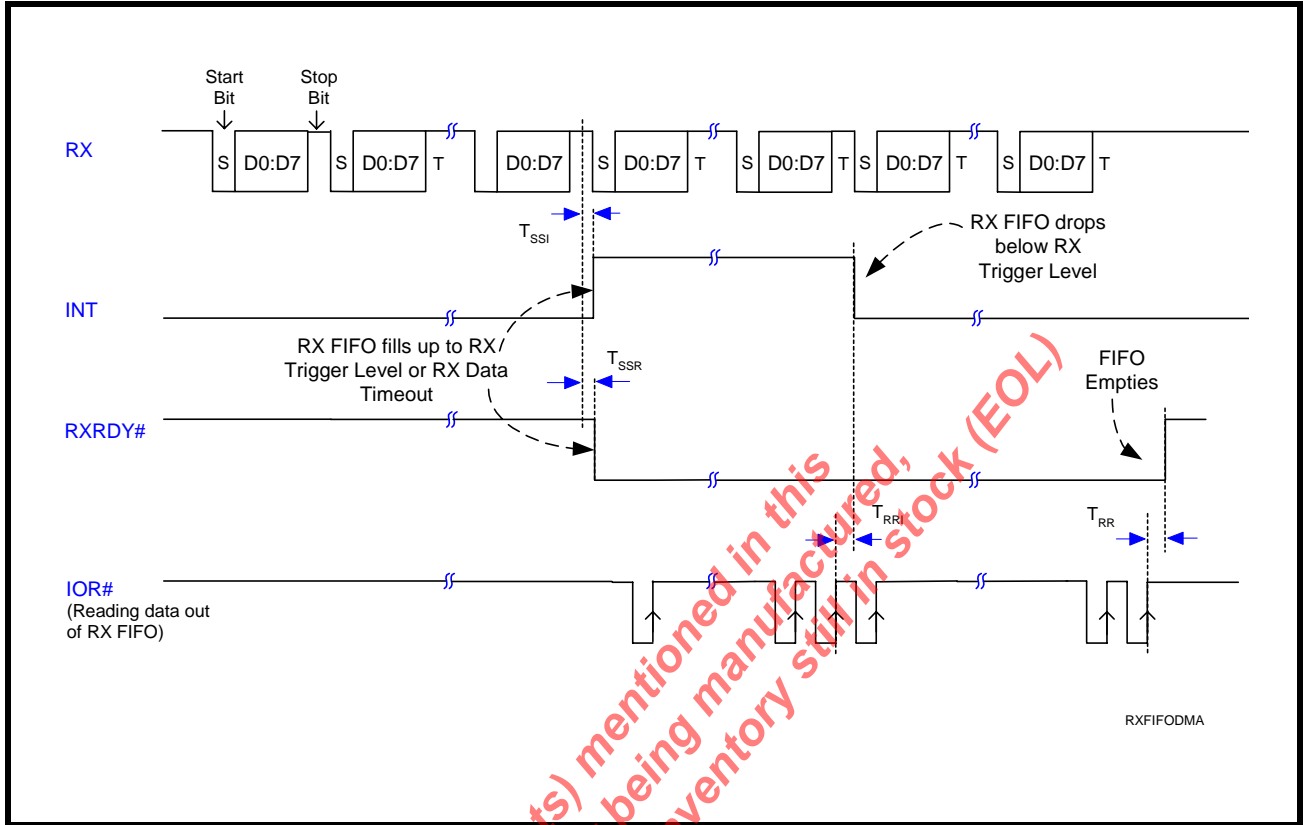 Start
Bit
Stop
Bit
RX
S
D0:D7
S
D0:D7
T
D0:D7
S
D0:D7
T
D0:D7
S
T
S
D0:D7
T
S
D0:D7
T
TSSI
RX FIFO drops
below RX
Trigger Level
INT
RX FIFO fills up to RX
Trigger Level or RX Data
Timeout
TSSR
FIFO
Empties
RXRDY#
TRRI
TRR
IOR#
(Reading data out
of RX FIFO)
RXFIFODMA
ts) mentioned in this
being manufactured,
ventory still in stock (EOL)